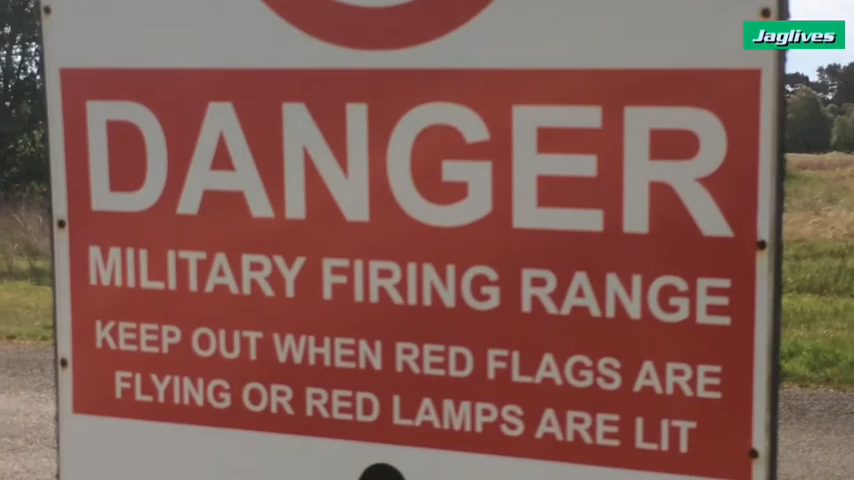 Jaglives
DANGER
MILITARY FIRING RANGE
KEEP OUT WHEN RED FLAGS ARE
FLYING OR RED LAMPS ARE LIT